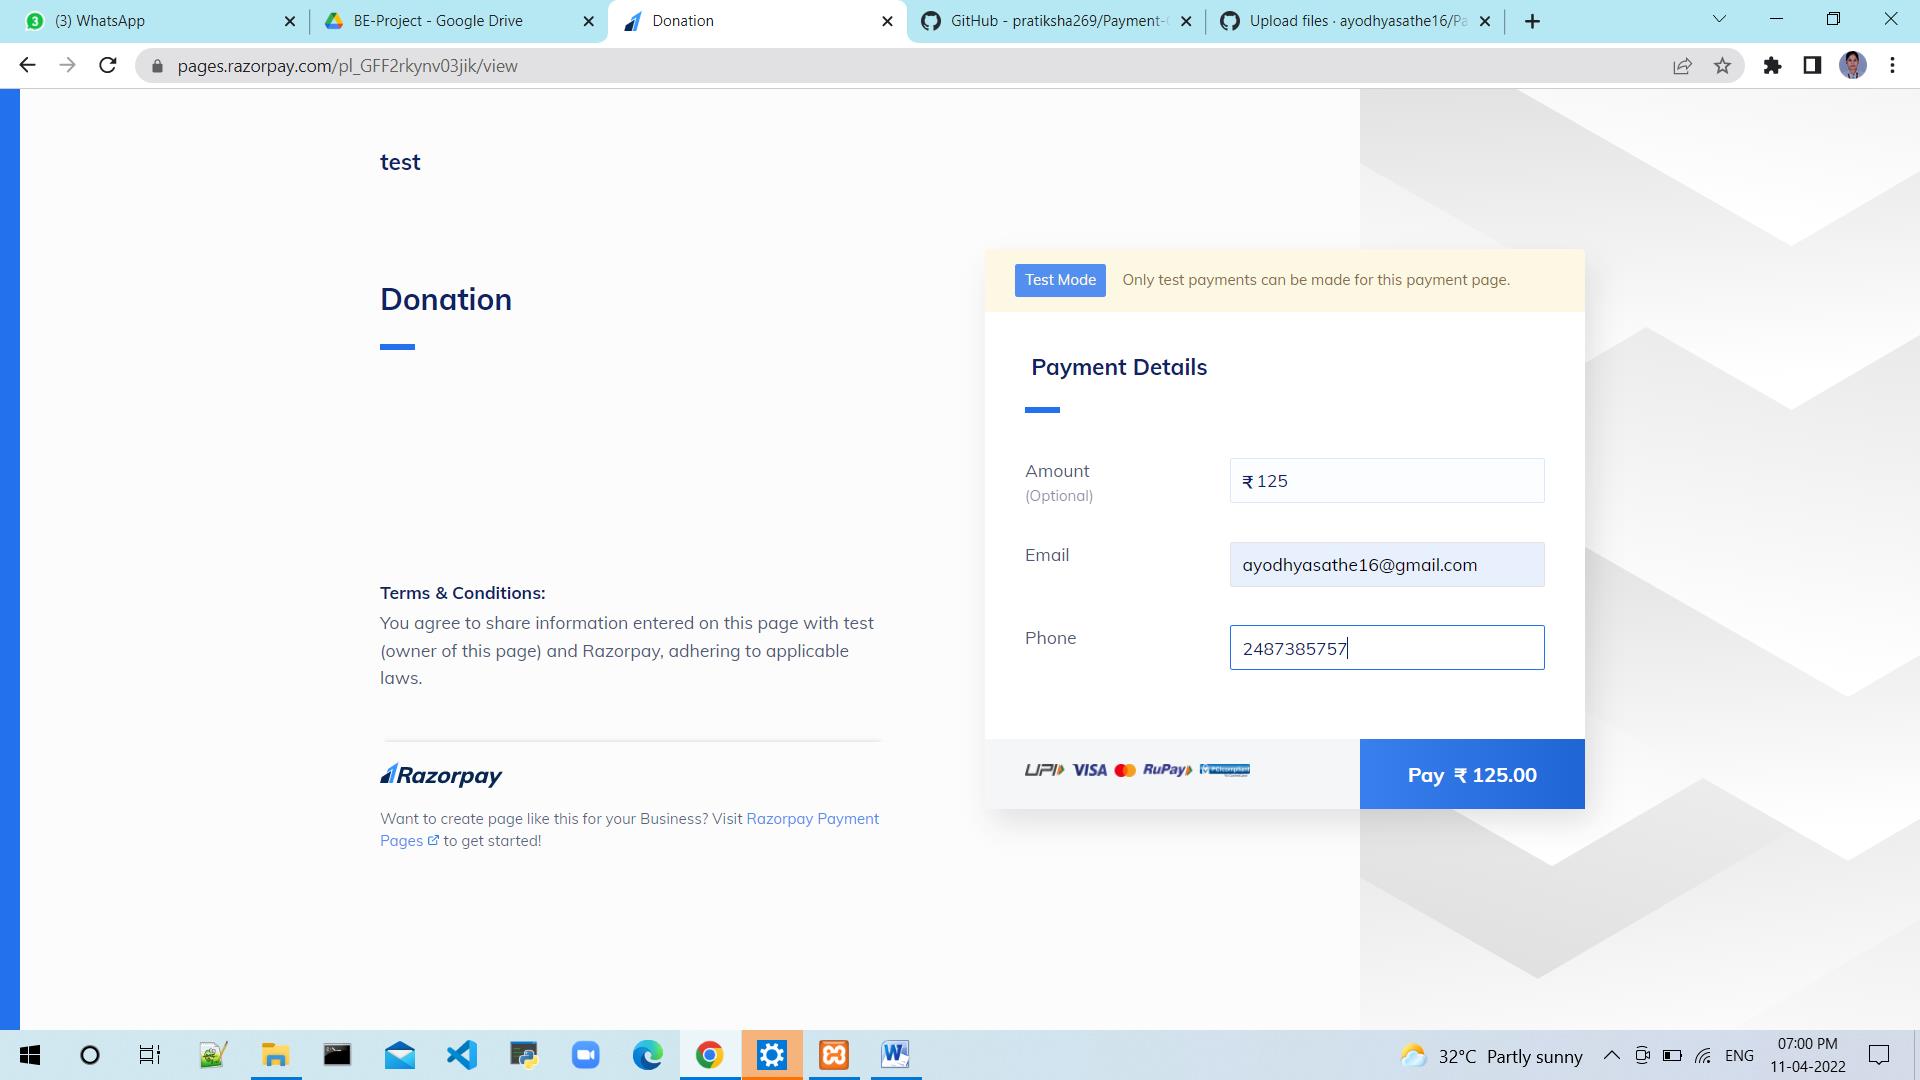 3
(3) WhatsApp
BE-Project - Google Drive
Donation
GitHub - pratiksha269/Payment-
Upload files · ayodhyasathe16/Pa
pages.razorpay.com/pl_GFF2rkynv03jik/view
test
Donation
Terms & Conditions:
You agree to share information entered on this page with test
(owner of this page) and Razorpay, adhering to applicable
laws.
Razorpay
Want to create page like this for your Business? Visit Razorpay Payment
Pages to get started!
Test Mode Only test payments can be made for this payment page.
Payment Details
Amount
(Optional)
₹ 125
Email
ayodhyasathe16@gmail.com
Phone
2487385757
UPI VISA RuPay PCI compliant
Pay ₹ 125.00
32°C Partly sunny
ENG
07:00 PM
11-04-2022